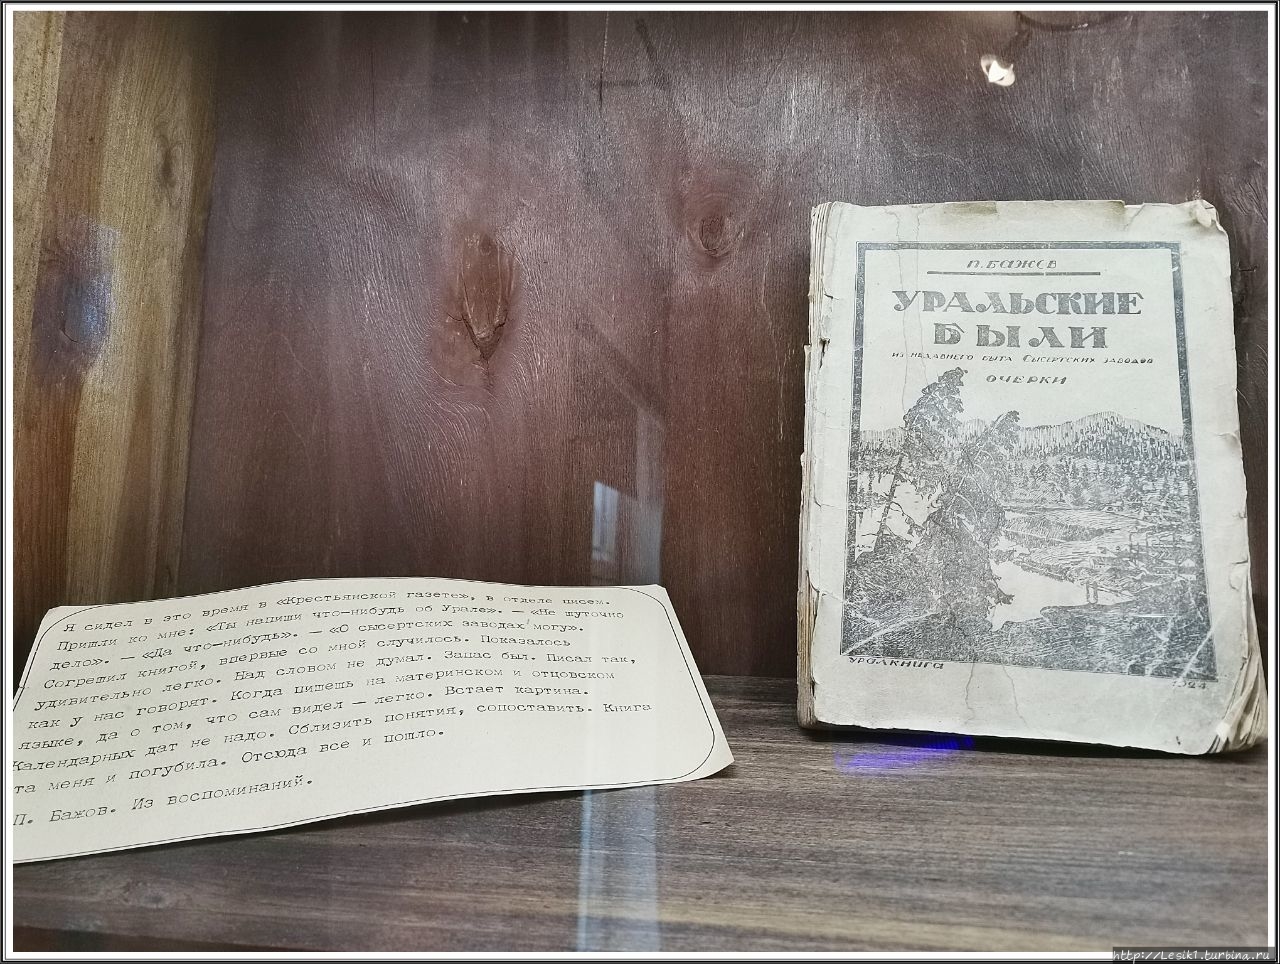 Я сидел в это время в «Крестьянской газете», в отделе писем.
Пришли ко мне: «Ты напиши что-нибудь об Урале». — «Не шуточно
дело». — «Да что-нибудь». — «О сысертских заводах могу».
Согрешил книгой, впервые со мной случилось. Показалось
удивительно легко. Над словом не думал. Запас был. Писал так,
как у нас говорят. Когда пишешь на материнском и отцовском
языке, да о том, что сам видел — легко. Встает картина.
Календарных дат не надо. Сблизить понятия, сопоставить. Книга
та меня и погубила. Отсюда все и пошло.
П. Бажов. Из воспоминаний.
П. БАЖОВ
УРАЛЬСКИЕ
БЫЛИ
ИЗ НЕДАВНЕГО БЫТА СЫСЕРТСКИХ ЗАВОДОВ
ОЧЕРКИ
УРАЛКНИГА
1924
http://Lesik1.turbina.ru